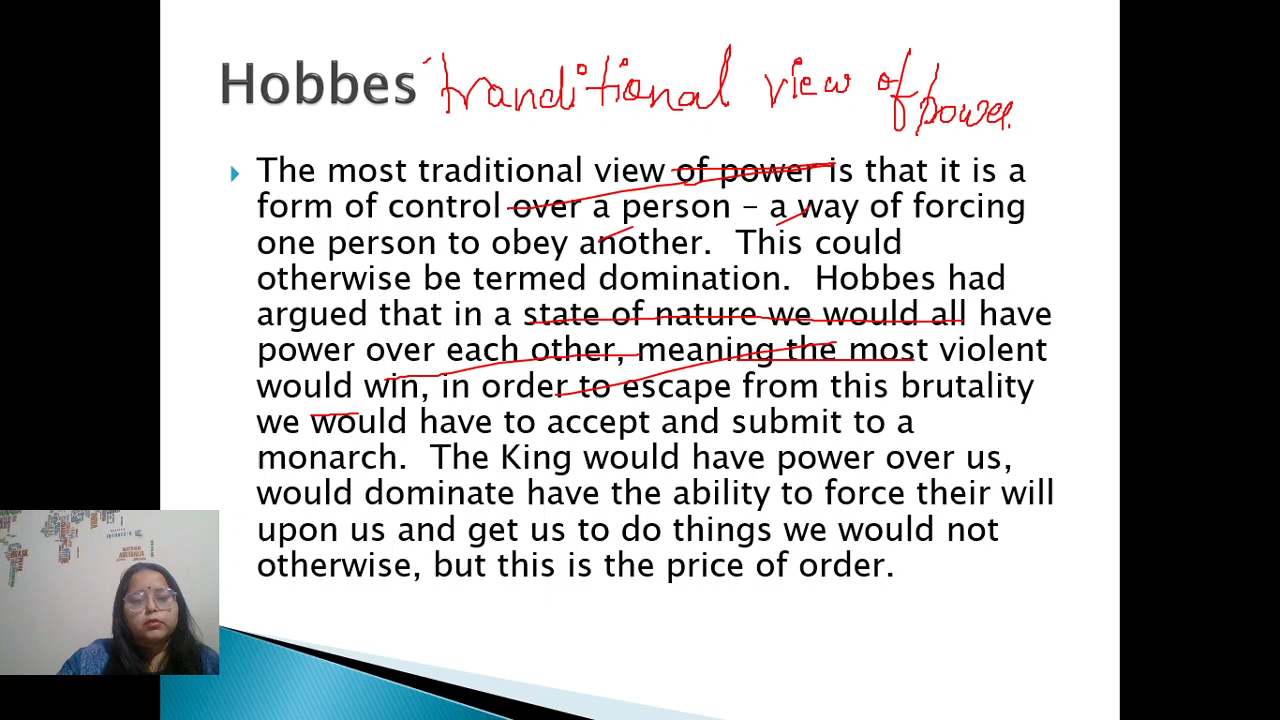 Hobbes tranditional view of power.
The most traditional view of power is that it is a
form of control over a person – a way of forcing
one person to obey another. This could
otherwise be termed domination. Hobbes had
argued that in a state of nature we would all have
power over each other, meaning the most violent
would win, in order to escape from this brutality
we would have to accept and submit to a
monarch. The King would have power over us,
would dominate have the ability to force their will
upon us and get us to do things we would not
otherwise, but this is the price of order.